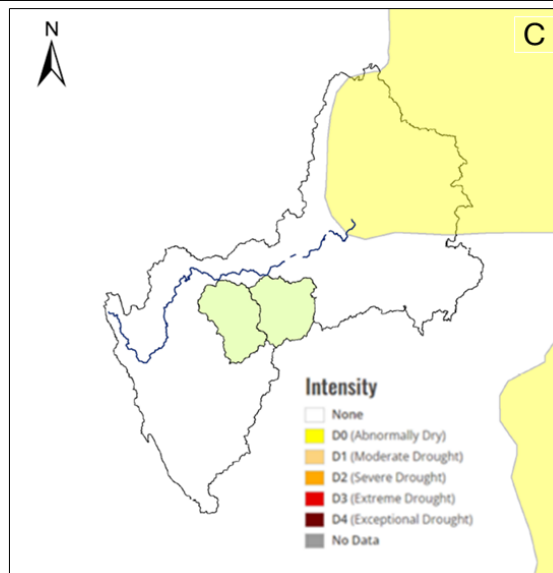 N
C
Intensity
None
D0 (Abnormally Dry)
D1 (Moderate Drought)
D2 (Severe Drought)
D3 (Extreme Drought)
D4 (Exceptional Drought)
No Data